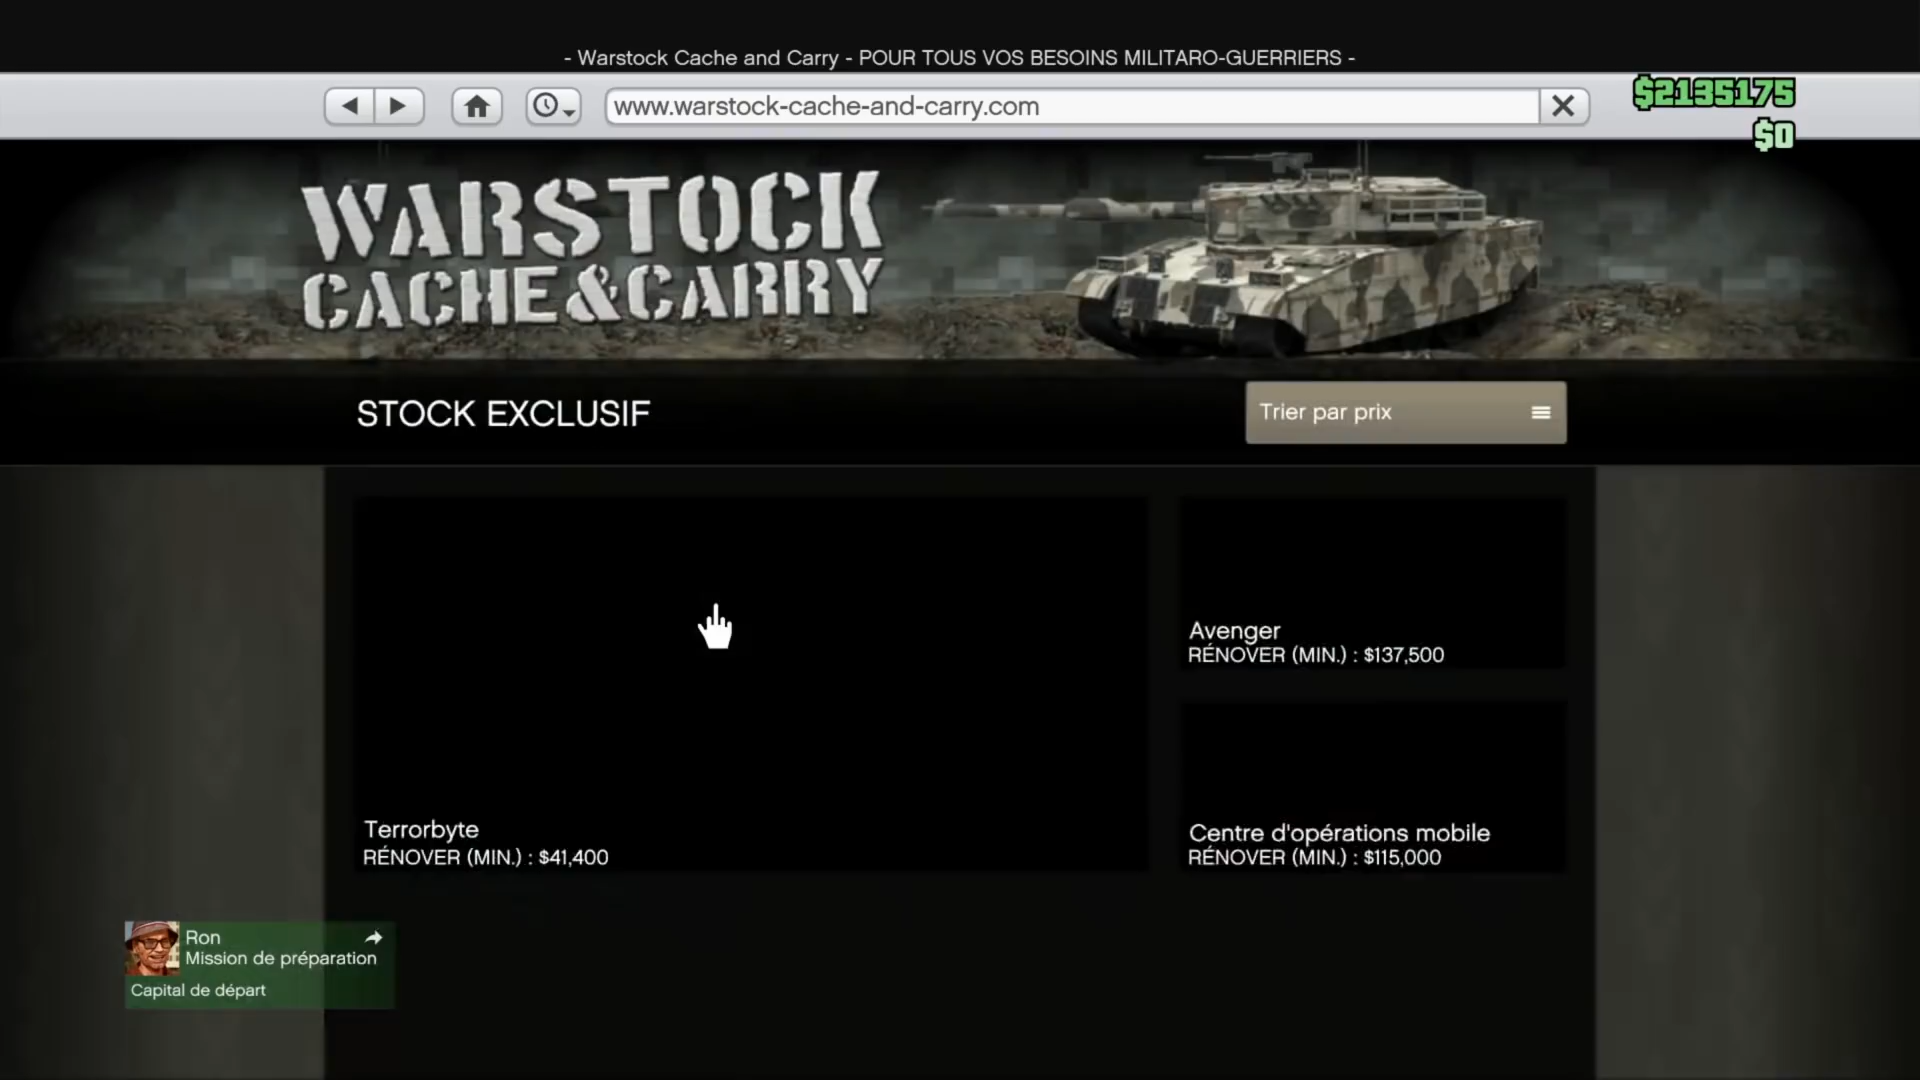 - Warstock Cache and Carry - POUR TOUS VOS BESOINS MILITARO-GUERRIERS -
www.warstock-cache-and-carry.com
$2135175
$0
WARSTOCK
CACHE&CARRY
STOCK EXCLUSIF
Trier par prix
Avenger
RÉNOVER (MIN.) : $137,500
Terrorbyte
RÉNOVER (MIN.) : $41,400
Centre d'opérations mobile
RÉNOVER (MIN.) : $115,000
Ron
Mission de préparation
Capital de départ